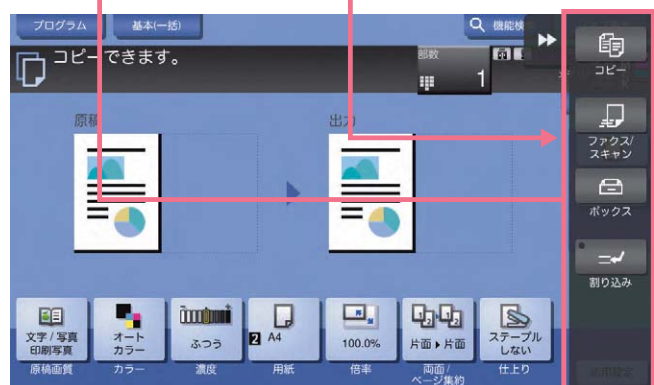 プログラム
基本(一括)
機能検
コピーできます。
部数
1
原稿
出力
コピー
ファクス/
スキャン
ボックス
割り込み
文字 / 写真
印刷写真
オート
カラー
ふつう
2 A4
100.0%
片面 ▸ 片面
ステープル
しない
原稿画質
カラー
濃度
用紙
倍率
両面/
ページ集約
仕上り